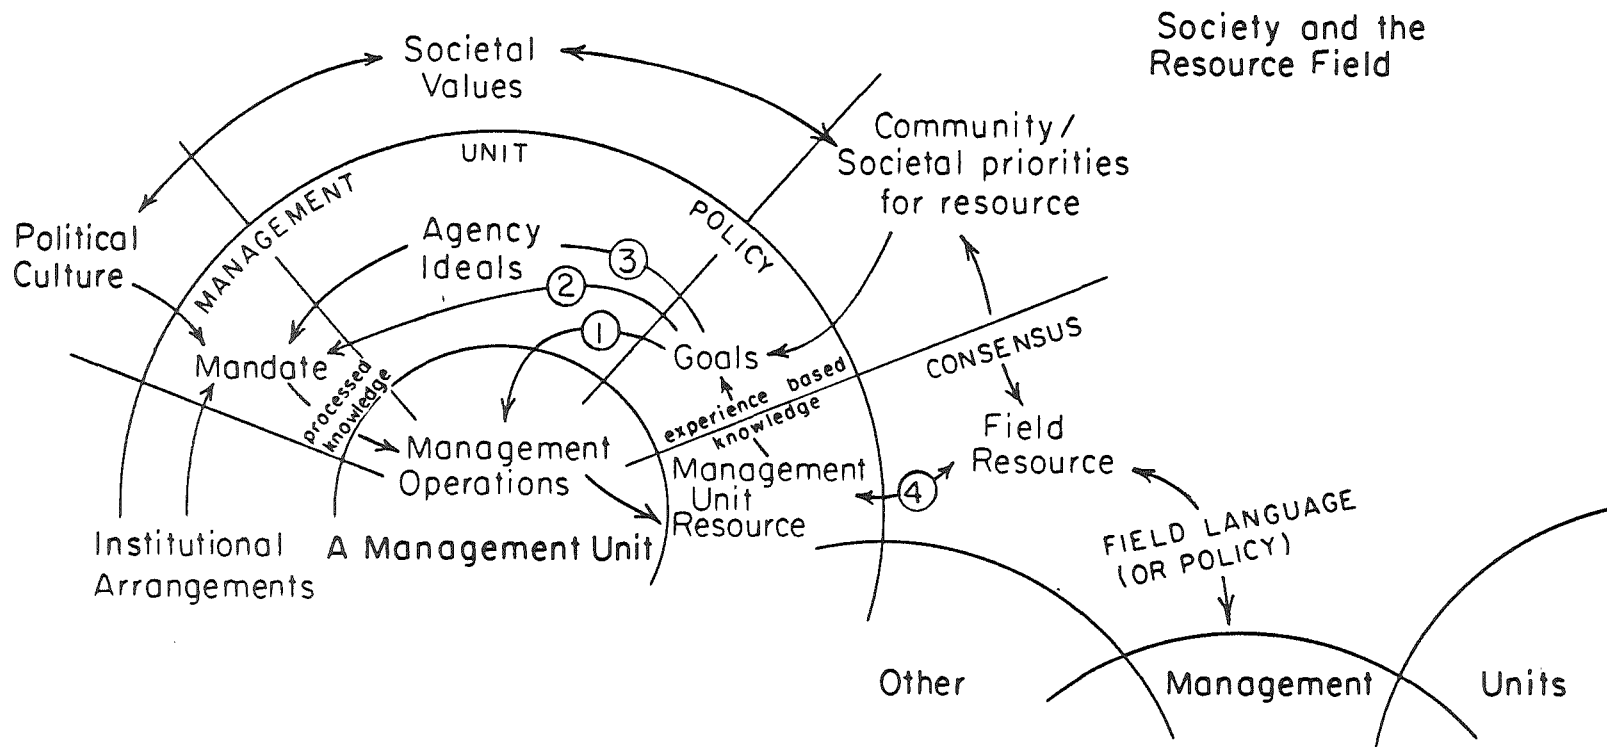 Society and the
Resource Field
Societal
Values
Community/
Societal priorities
for resource
UNIT
MANAGEMENT
POLICY
Political
Culture
Agency
Ideals
3
2
1
Mandate
Goals
processed
knowledge
experience based
knowledge
CONSENSUS
Management
Operations
Management
Unit
Resource
4
Field
Resource
Institutional
Arrangements
A Management Unit
FIELD LANGUAGE
(OR POLICY)
Other Management Units